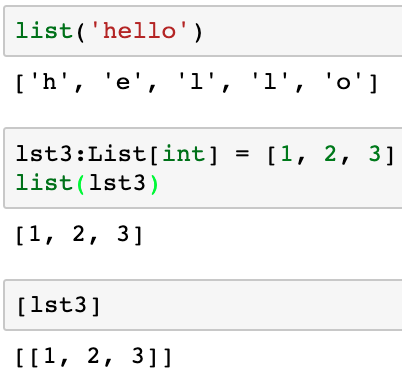 list('hello')
['h', 'e', 'l', 'l', 'o']
lst3:List[int] = [1, 2, 3]
list(lst3)
[1, 2, 3]
[lst3]
[[1, 2, 3]]